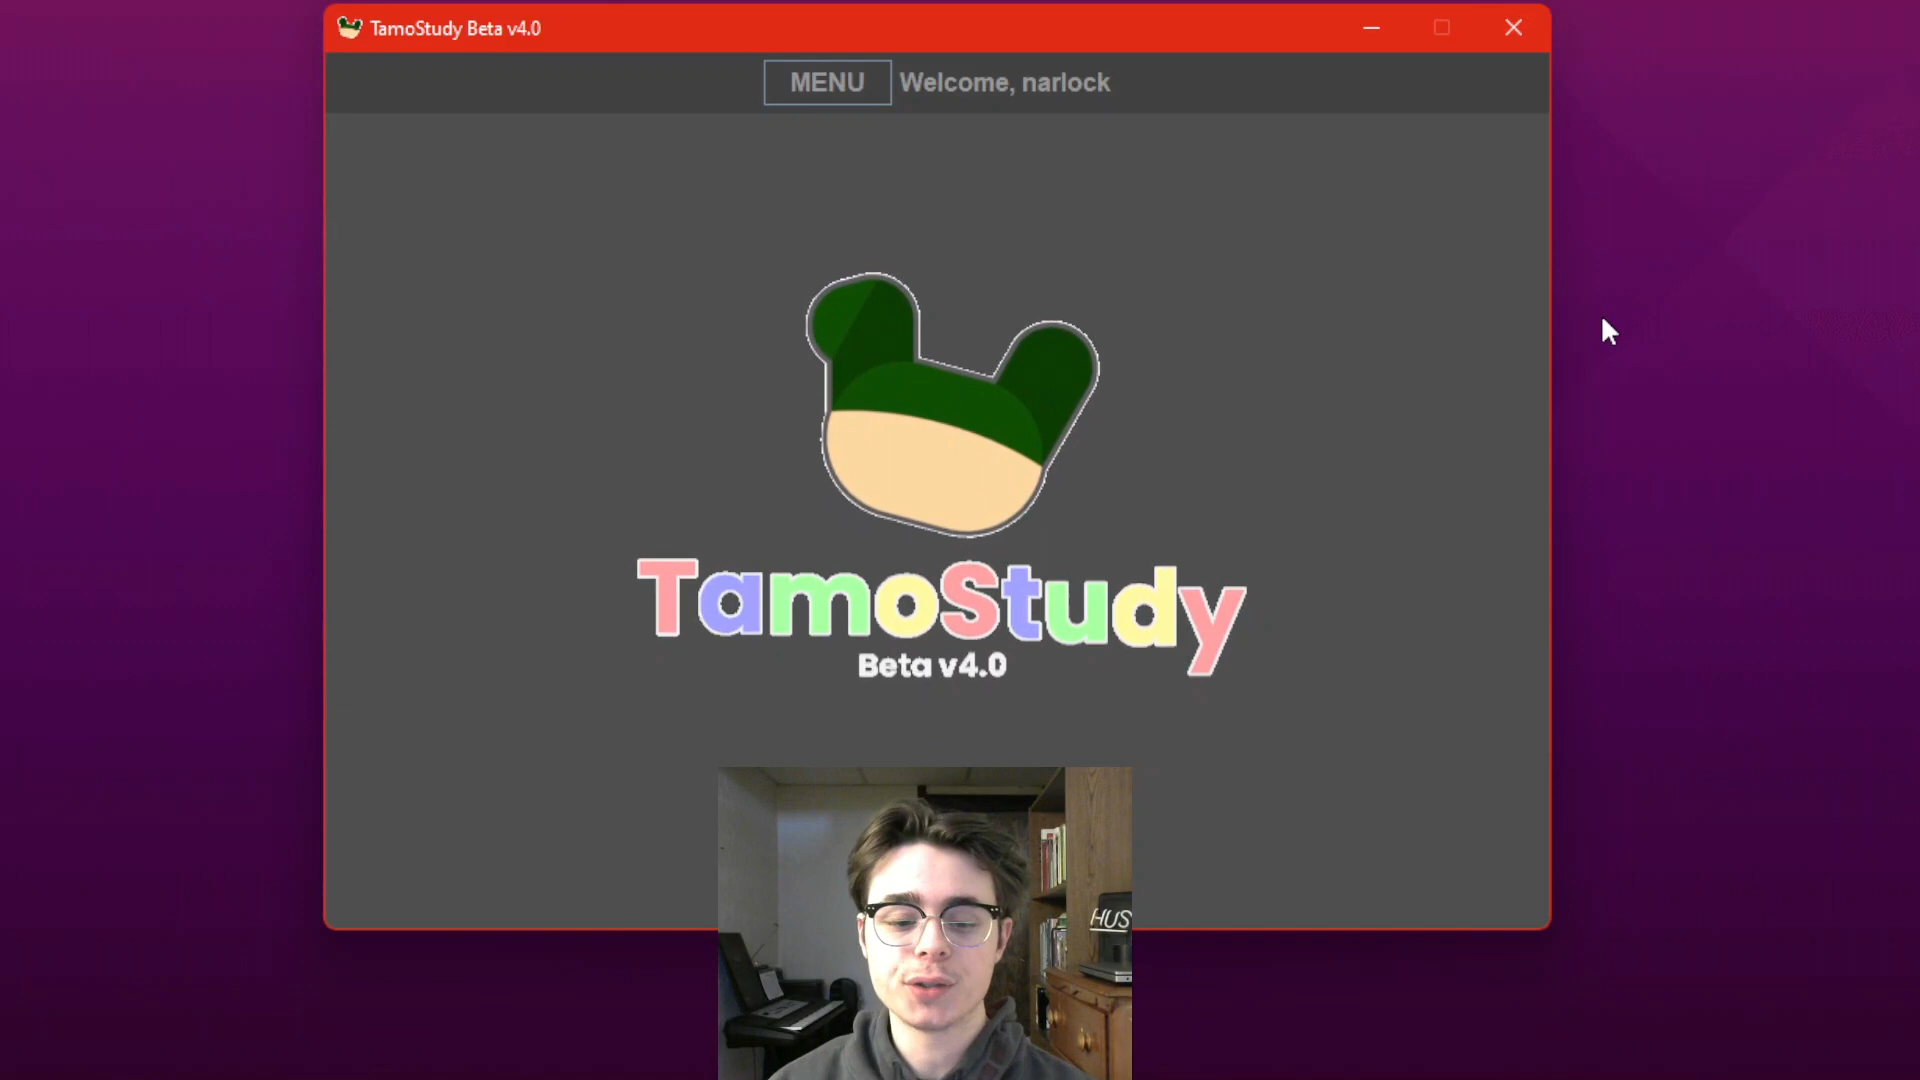 TamoStudy Beta v4.0
MENU
Welcome, narlock
TamoStudy
Beta v4.0
HUS